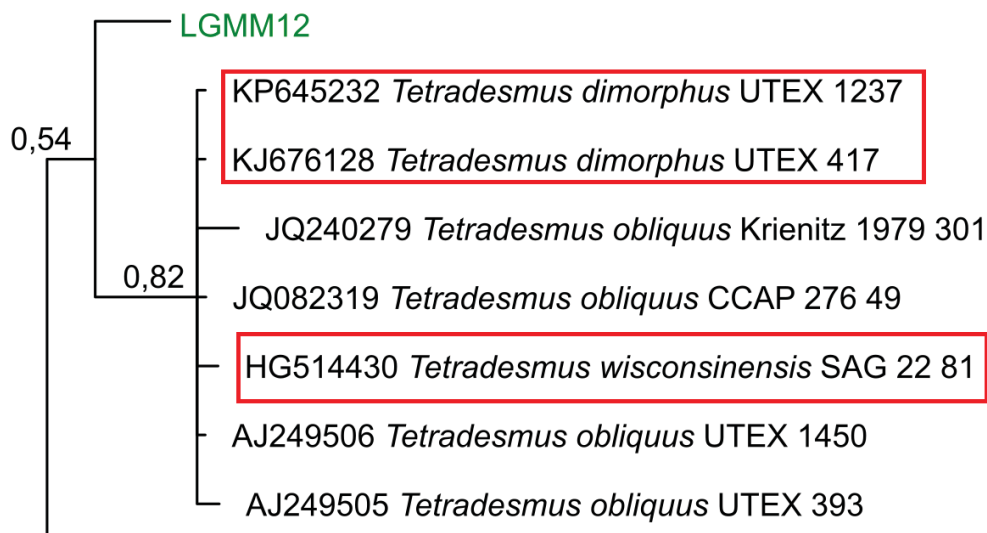 LGMM12
KP645232 Tetradesmus dimorphus UTEX 1237
0,54
KJ676128 Tetradesmus dimorphus UTEX 417
JQ240279 Tetradesmus obliquus Krienitz 1979 301
0,82
JQ082319 Tetradesmus obliquus CCAP 276 49
HG514430 Tetradesmus wisconsinensis SAG 22 81
AJ249506 Tetradesmus obliquus UTEX 1450
AJ249505 Tetradesmus obliquus UTEX 393